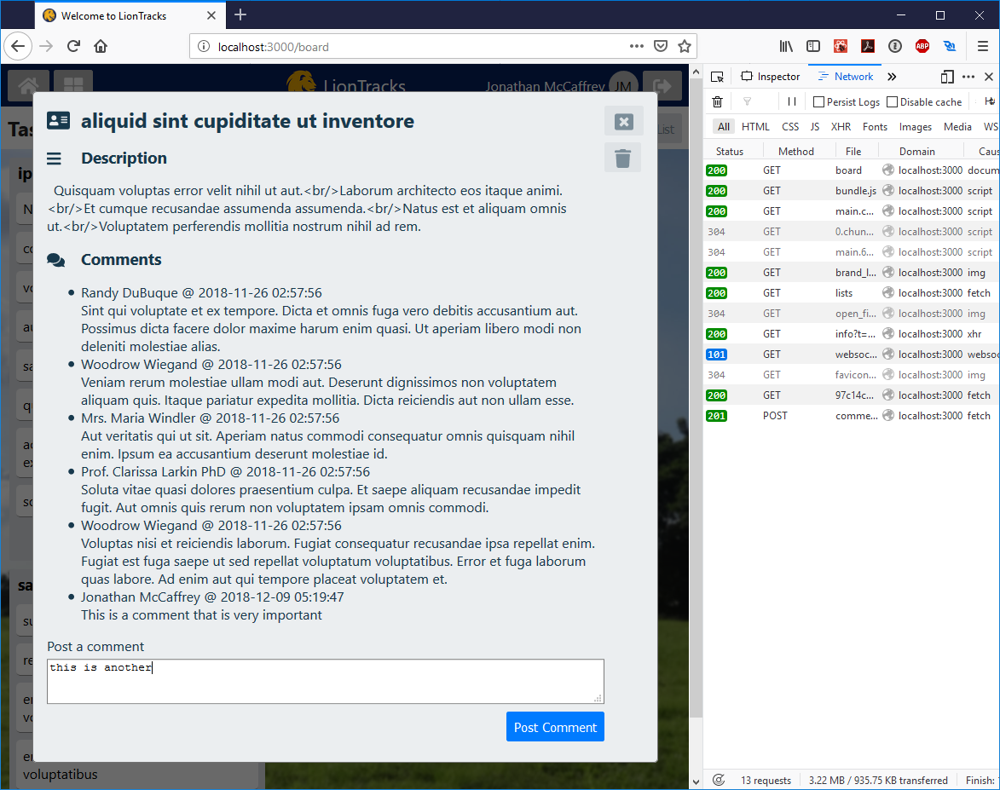 Welcome to LionTracks
localhost:3000/board
LionTracks
Jonathan McCaffrey JM
List
aliquid sint cupiditate ut inventore
Description
Quisquam voluptas error velit nihil ut aut.<br/>Laborum architecto eos itaque animi.
<br/>Et cumque recusandae assumenda assumenda.<br/>Natus est et aliquam omnis
ut.<br/>Voluptatem perferendis mollitia nostrum nihil ad rem.
Comments
Randy DuBuque @ 2018-11-26 02:57:56
Sint qui voluptate et ex tempore. Dicta et omnis fuga vero debitis accusantium aut.
Possimus dicta facere dolor maxime harum enim quasi. Ut aperiam libero modi non
deleniti molestiae alias.
Woodrow Wiegand @ 2018-11-26 02:57:56
Veniam rerum molestiae ullam modi aut. Deserunt dignissimos non voluptatem
aliquam quis. Itaque pariatur expedita mollitia. Dicta reiciendis aut non ullam esse.
Mrs. Maria Windler @ 2018-11-26 02:57:56
Aut veritatis qui ut sit. Aperiam natus commodi consequatur omnis quisquam nihil
enim. Ipsum ea accusantium deserunt molestiae id.
Prof. Clarissa Larkin PhD @ 2018-11-26 02:57:56
Soluta vitae quasi dolores praesentium culpa. Et saepe aliquam recusandae impedit
fugit. Aut omnis quis rerum non voluptatem ipsam omnis commodi.
Woodrow Wiegand @ 2018-11-26 02:57:56
Voluptas nisi et reiciendis laborum. Fugiat consequatur recusandae ipsa repellat enim.
Fugiat est fuga saepe ut sed repellat voluptatum voluptatibus. Error et fuga laborum
quas labore. Ad enim aut qui tempore placeat voluptatem et.
Jonathan McCaffrey @ 2018-12-09 05:19:47
This is a comment that is very important
Post a comment
this is another
Post Comment
voluptatibus
ABP
Inspector Network
Persist Logs Disable cache
All HTML CSS JS XHR Fonts Images Media WS
Status Method File Domain Caus
200 GET board localhost:3000 docum
200 GET bundle.js localhost:3000 script
200 GET main.c... localhost:3000 script
304 GET 0.chun... localhost:3000 script
304 GET main.6... localhost:3000 script
200 GET brand_l... localhost:3000 img
200 GET lists localhost:3000 fetch
304 GET open_fi... localhost:3000 img
200 GET info?t=... localhost:3000 xhr
101 GET websoc... localhost:3000 websoc
304 GET favicon... localhost:3000 img
200 GET 97c14c... localhost:3000 fetch
201 POST comme... localhost:3000 fetch
13 requests 3.22 MB / 935.75 KB transferred Finish: